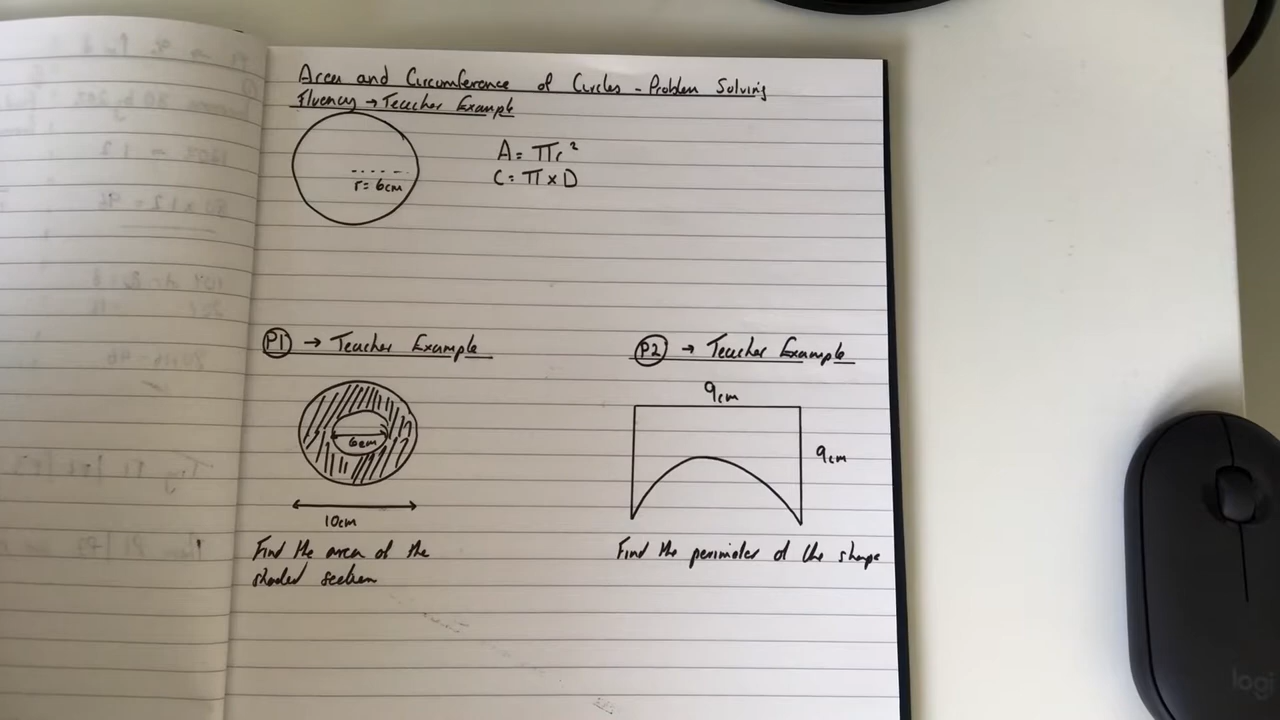 Area and Circumference of Circles - Problem Solving
Fluency → Teacher Example
A = πr²
C = π x D
r = 6cm
P1 → Teacher Example
6cm
10cm
Find the area of the
shaded section
P2 → Teacher Example
9cm
9cm
Find the perimeter of the shape
logi